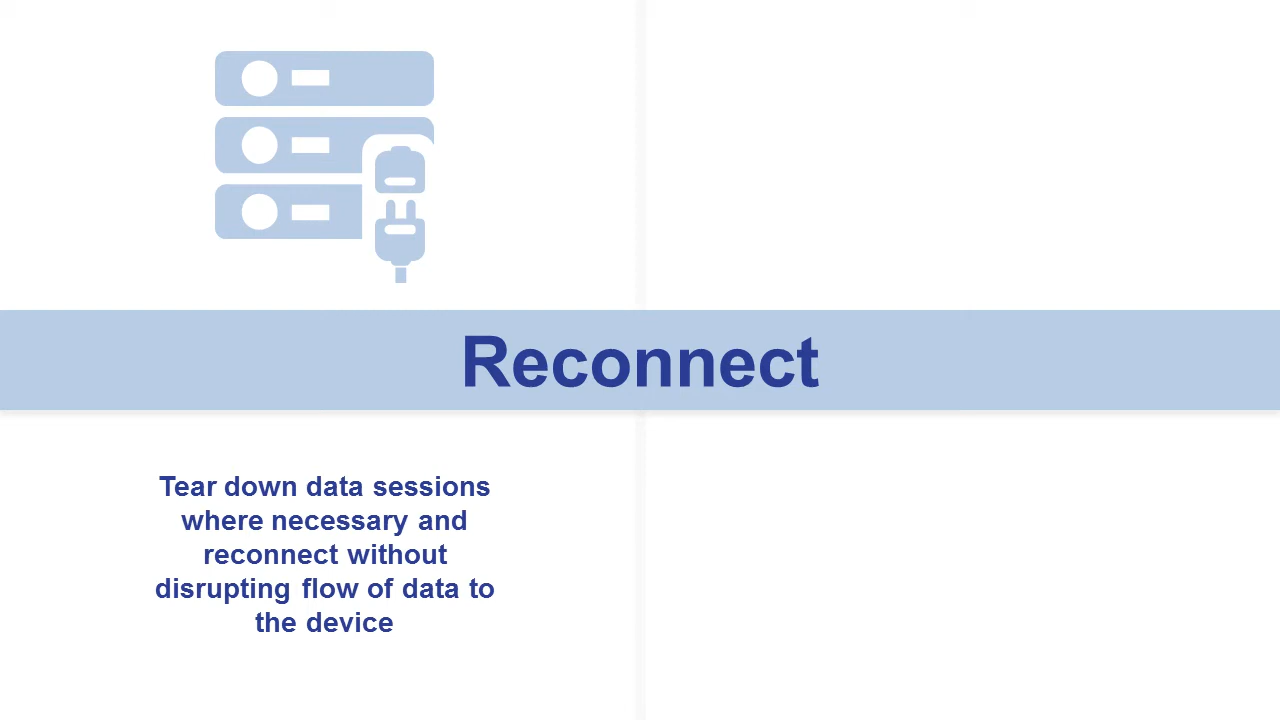 Reconnect
Tear down data sessions
where necessary and
reconnect without
disrupting flow of data to
the device